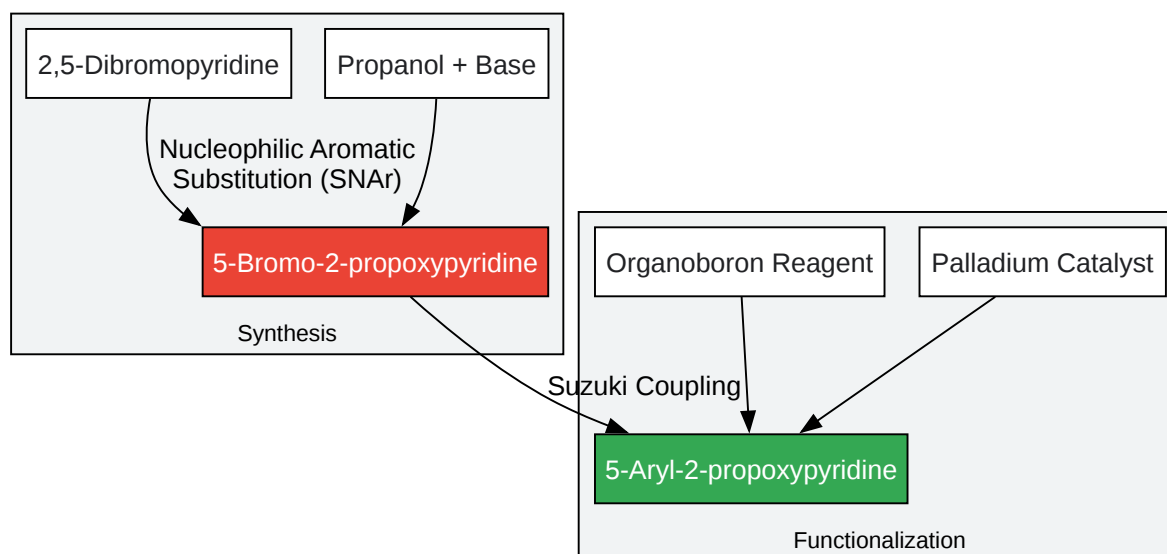 2,5-Dibromopyridine
Propanol + Base
Nucleophilic Aromatic
Substitution (SNAr)
5-Bromo-2-propoxypyridine
Synthesis
Organoboron Reagent
Palladium Catalyst
Suzuki Coupling
5-Aryl-2-propoxypyridine
Functionalization